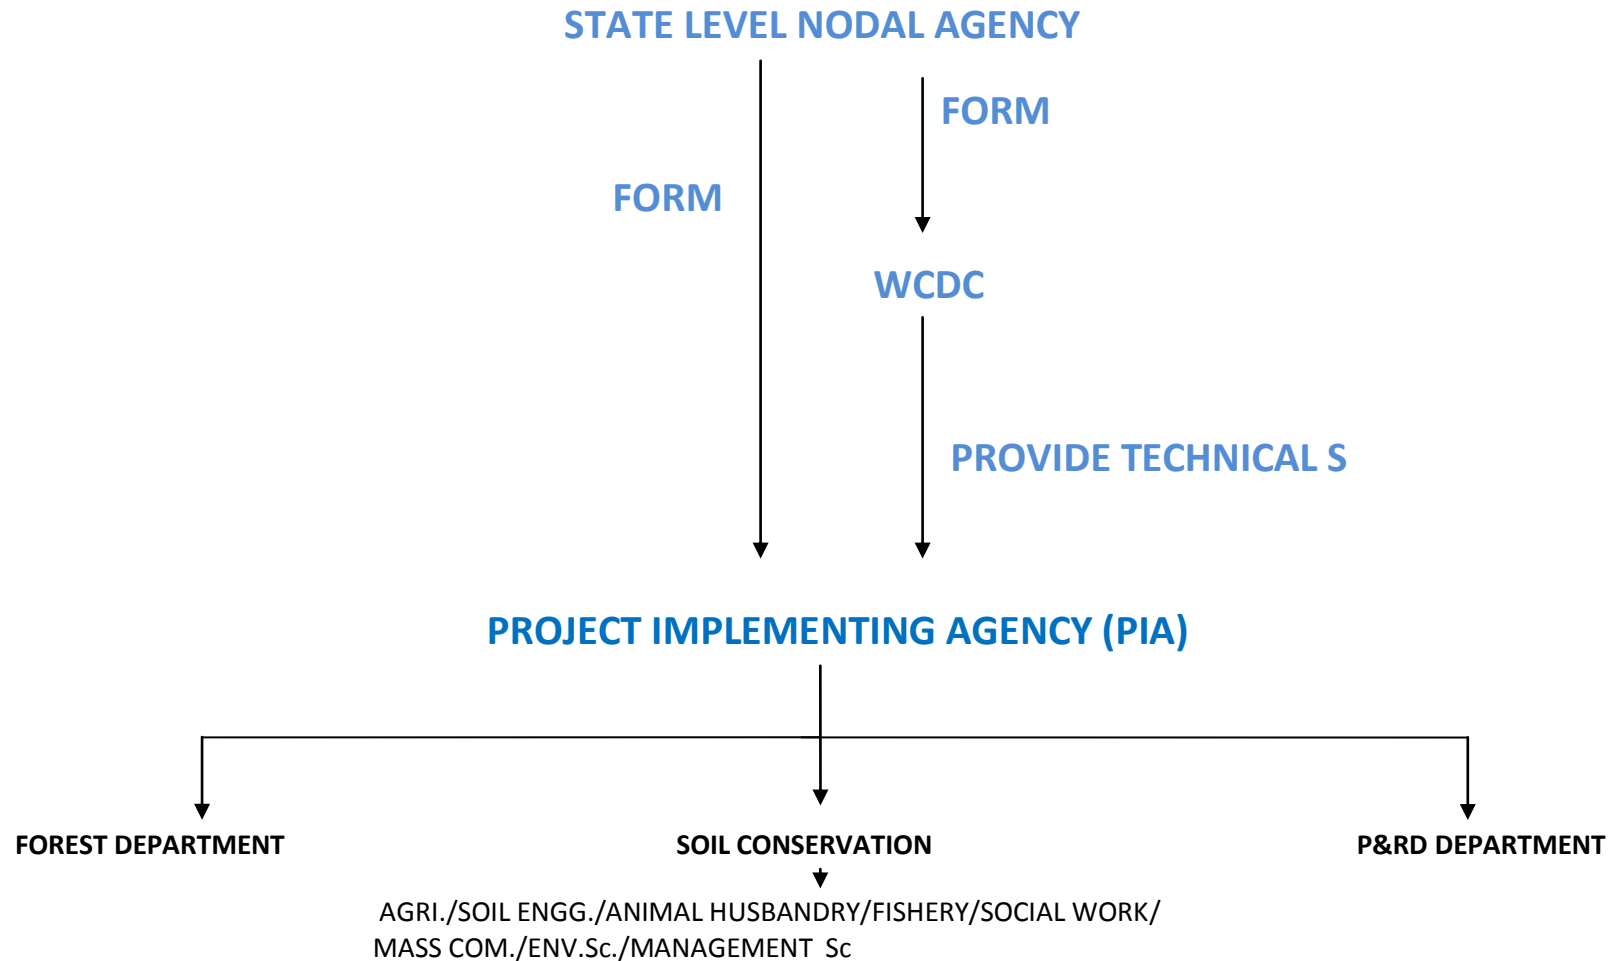 STATE LEVEL NODAL AGENCY
FORM
FORM
WCDC
PROVIDE TECHNICAL S
PROJECT IMPLEMENTING AGENCY (PIA)
FOREST DEPARTMENT
SOIL CONSERVATION
P&RD DEPARTMENT
AGRI./SOIL ENGG./ANIMAL HUSBANDRY/FISHERY/SOCIAL WORK/
MASS COM./ENV.Sc./MANAGEMENT Sc